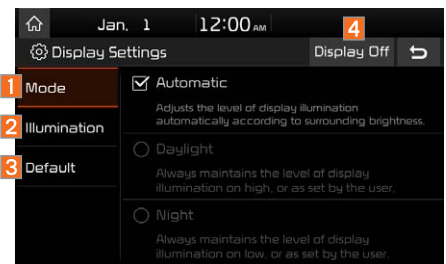 Jan. 1 12:00 AM
4
Display Settings Display Off
1 Mode
Automatic
Adjusts the level of display illumination
automatically according to surrounding brightness.
2 Illumination
Daylight
Always maintains the level of display
illumination on high, or as set by the user.
3 Default
Night
Always maintains the level of display
illumination on low, or as set by the user.